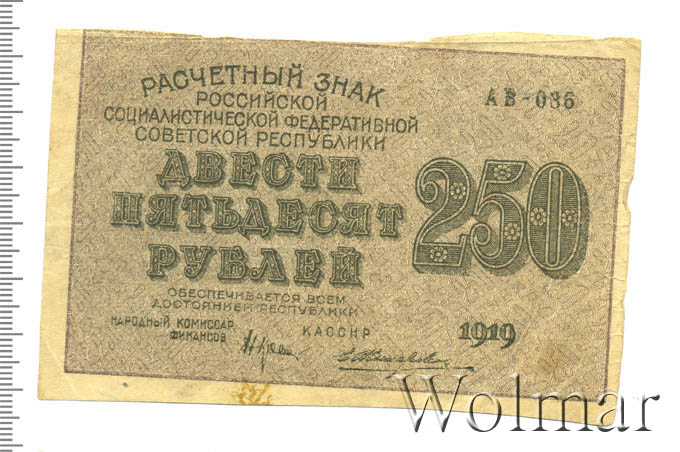 РАСЧЕТНЫЙ ЗНАК
РОССИЙСКОЙ
СОЦИАЛИСТИЧЕСКОЙ ФЕДЕРАТИВНОЙ
СОВЕТСКОЙ РЕСПУБЛИКИ
АВ-036
ДВЕСТИ
ПЯТЬДЕСЯТ
РУБЛЕЙ
250
ОБЕСПЕЧИВАЕТСЯ ВСЕМ
ДОСТОЯНИЕМ РЕСПУБЛИКИ
НАРОДНЫЙ КОМИССАР
ФИНАНСОВ
КАССИР
1919
Wolmar